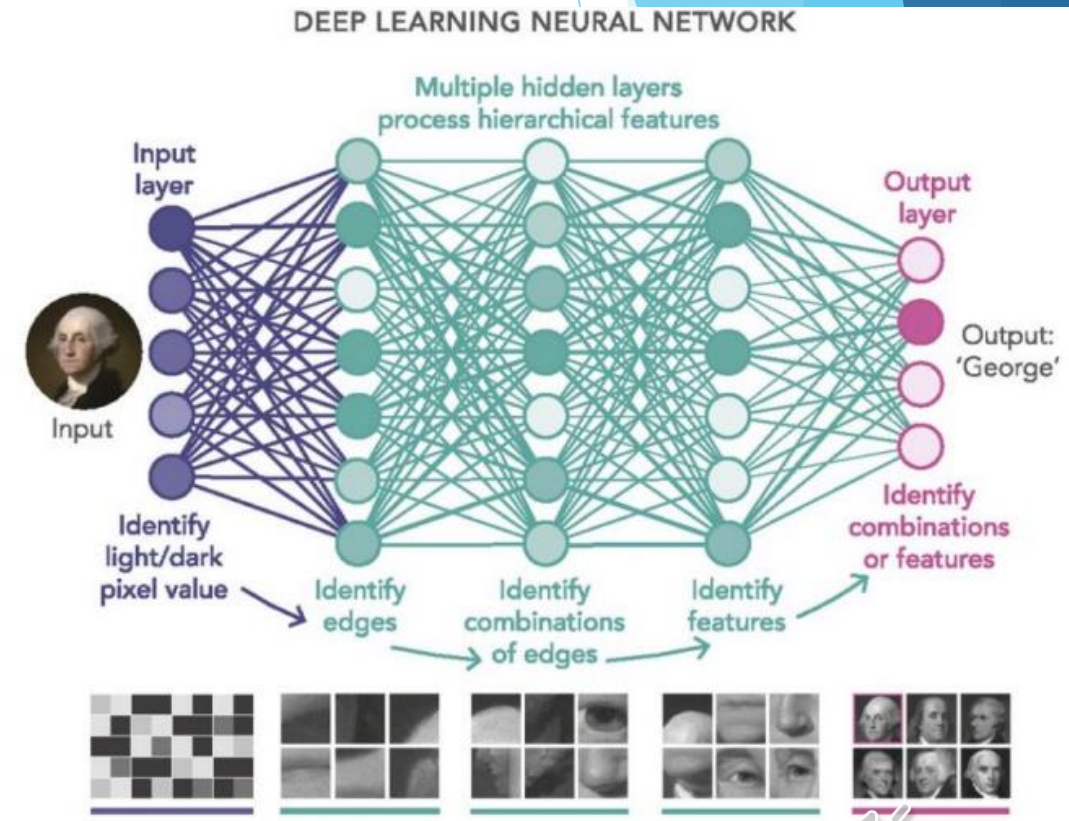 DEEP LEARNING NEURAL NETWORK
Multiple hidden layers
process hierarchical features
Input
layer
Output
layer
Input
Output:
'George'
Identify
light/dark
pixel value
Identify
edges
Identify
combinations
of edges
Identify
features
Identify
combinations
or features